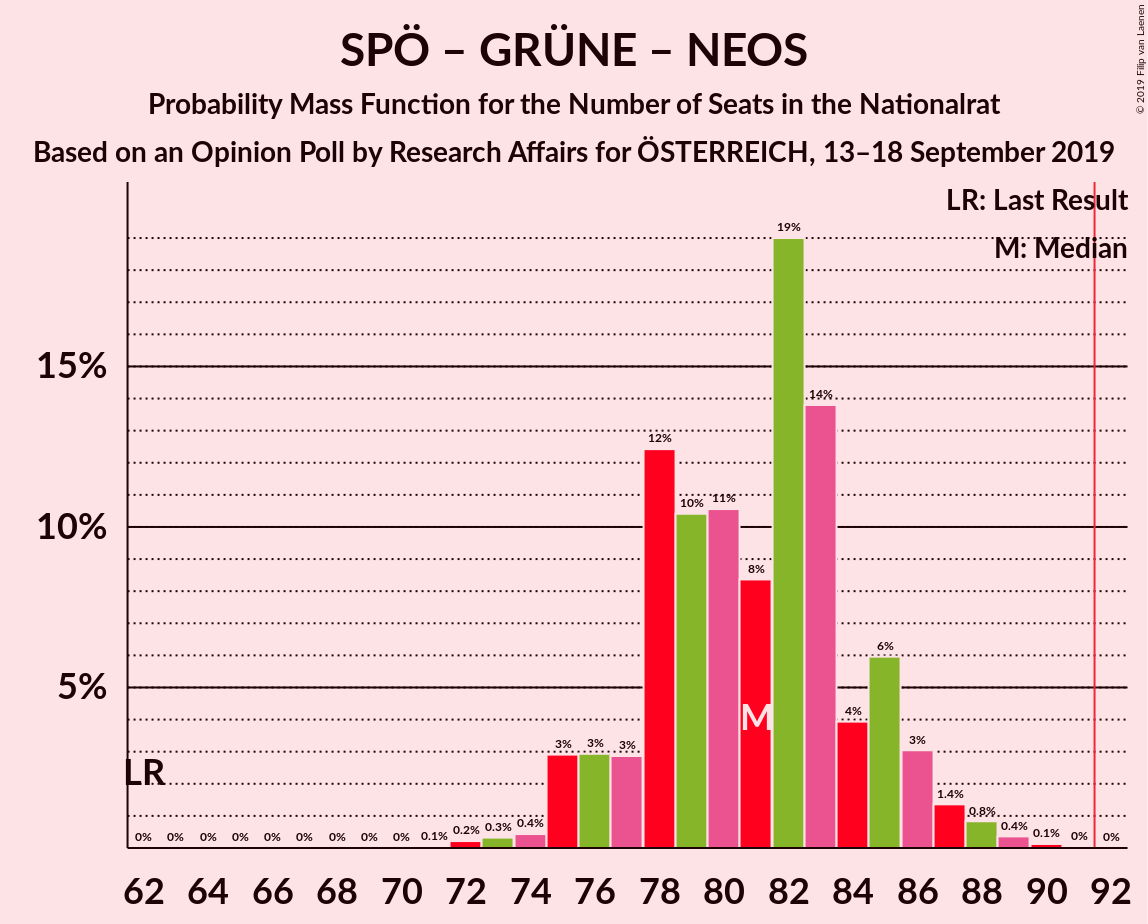 SPÖ – GRÜNE – NEOS
Probability Mass Function for the Number of Seats in the Nationalrat
Based on an Opinion Poll by Research Affairs for ÖSTERREICH, 13–18 September 2019
© 2019 Filip van Laenen
LR: Last Result
M: Median
19%
15%
14%
12%
10%
11%
10%
8%
6%
5%
M
4%
3%
3%
3%
3%
LR
1.4%
0.8%
0% 0% 0% 0% 0% 0% 0% 0% 0% 0.1% 0.2% 0.3% 0.4% 0.4% 0.1% 0% 0%
62 64 66 68 70 72 74 76 78 80 82 84 86 88 90 92